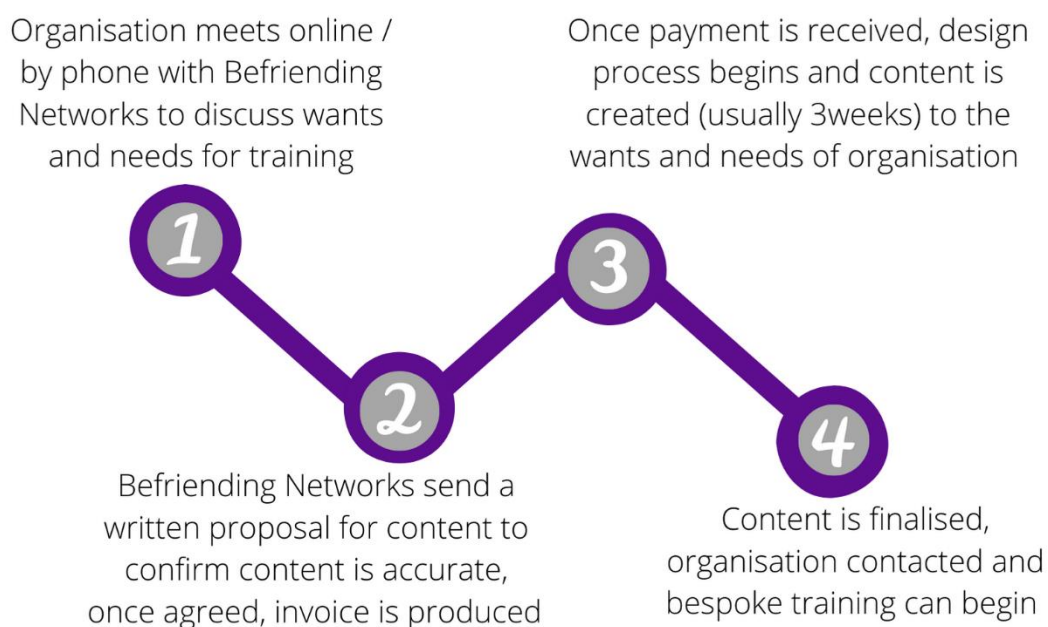 Organisation meets online /
by phone with Befriending
Networks to discuss wants
and needs for training
1
Befriending Networks send a
written proposal for content to
confirm content is accurate,
once agreed, invoice is produced
2
Once payment is received, design
process begins and content is
created (usually 3weeks) to the
wants and needs of organisation
3
Content is finalised,
organisation contacted and
bespoke training can begin
4